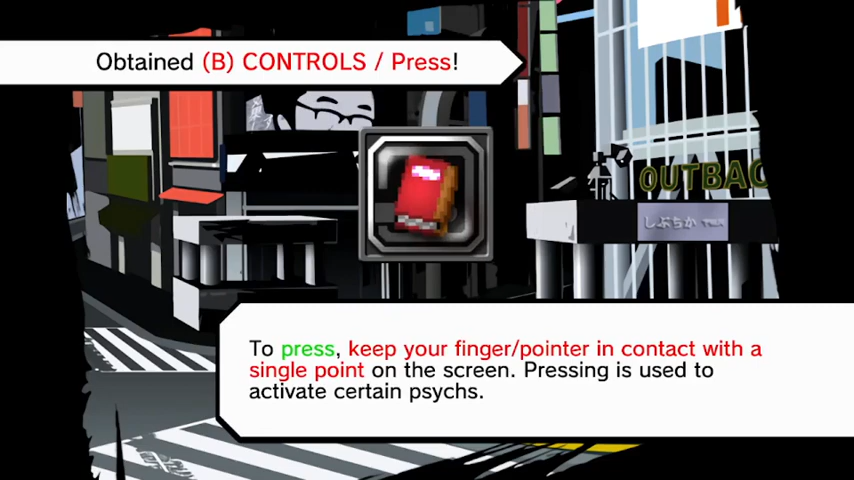 Obtained (B) CONTROLS / Press!
OUTBAC
しぶちか
To press, keep your finger/pointer in contact with a
single point on the screen. Pressing is used to
activate certain psychs.